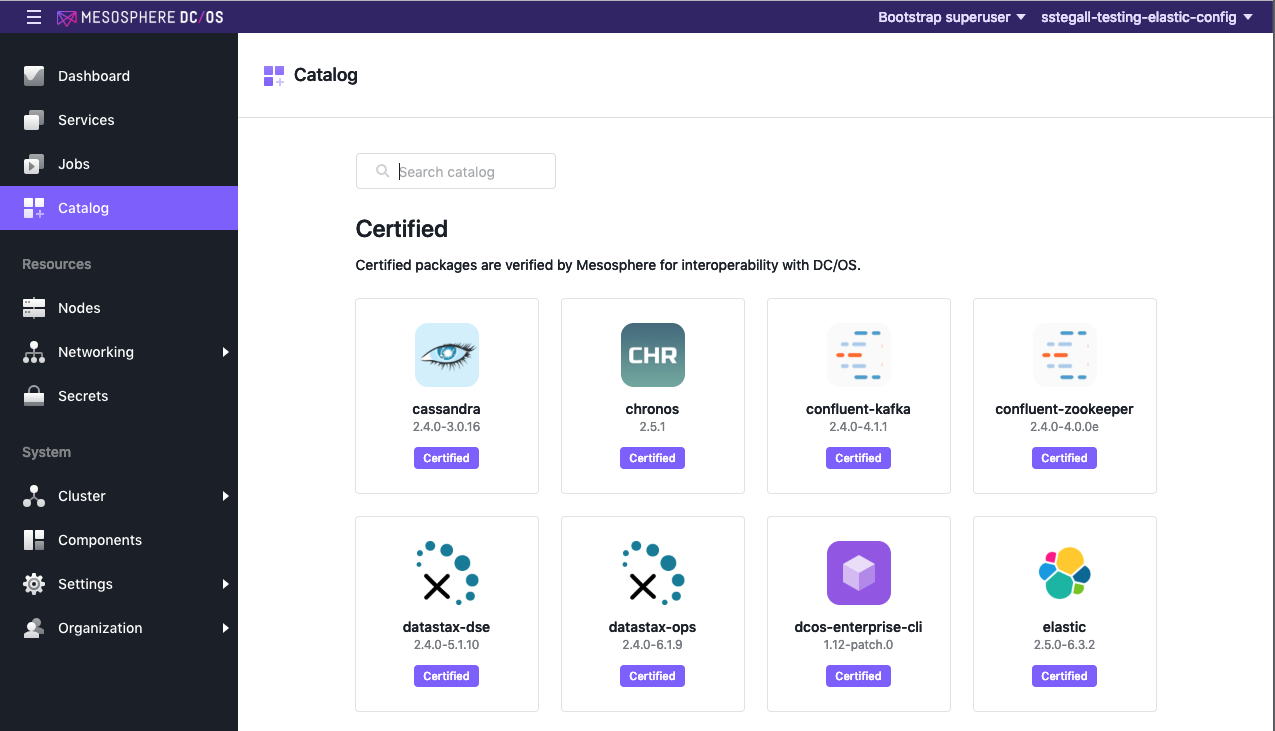 MESOSPHERE DC/OS
Bootstrap superuser
sstegall-testing-elastic-config
Dashboard
Services
Jobs
Catalog
Resources
Nodes
Networking
Secrets
System
Cluster
Components
Settings
Organization
Catalog
Search catalog
Certified
Certified packages are verified by Mesosphere for interoperability with DC/OS.
CHR
cassandra
2.4.0-3.0.16
Certified
chronos
2.5.1
Certified
confluent-kafka
2.4.0-4.1.1
Certified
confluent-zookeeper
2.4.0-4.0.0e
Certified
datastax-dse
2.4.0-5.1.10
Certified
datastax-ops
2.4.0-6.1.9
Certified
dcos-enterprise-cli
1.12-patch.0
Certified
elastic
2.5.0-6.3.2
Certified